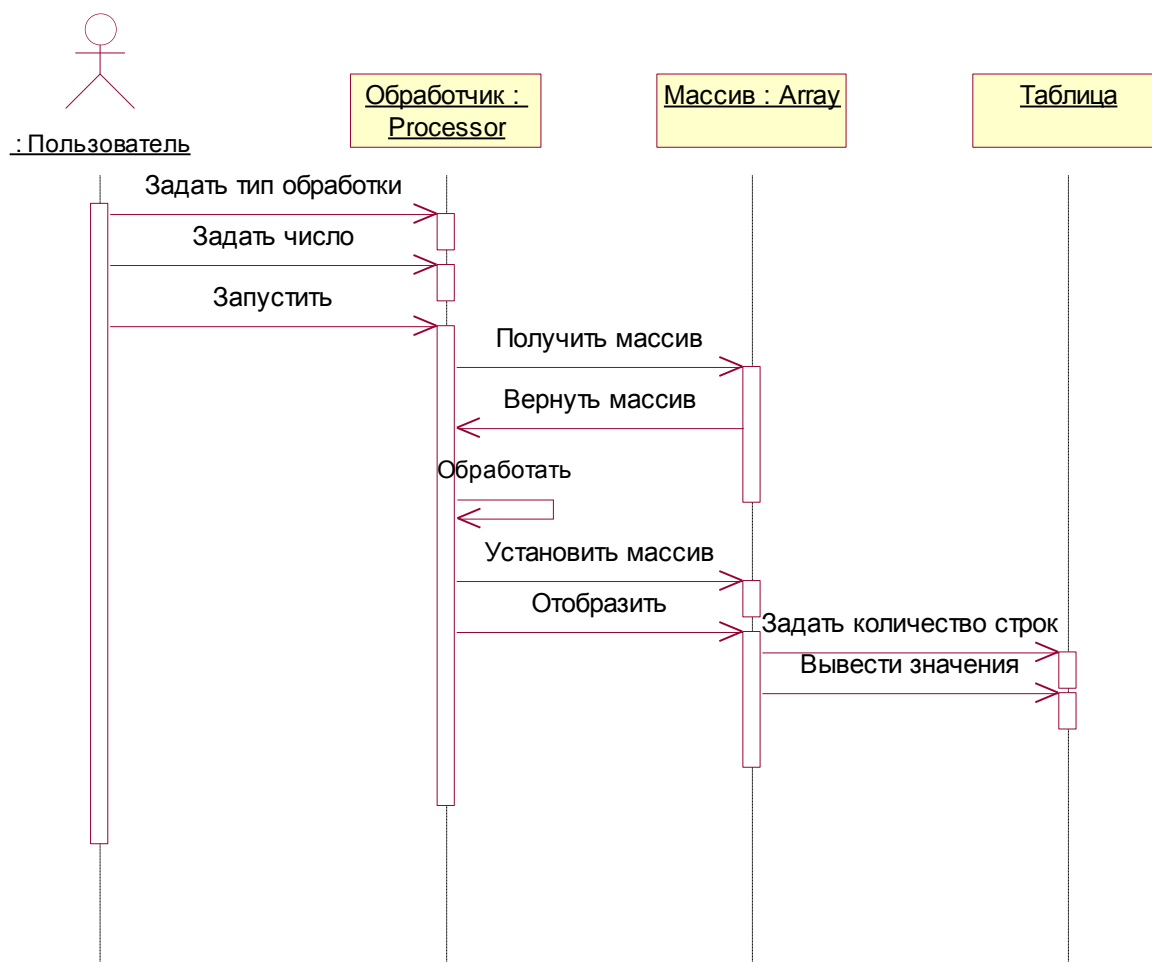 Обработчик :
Processor
Массив : Array
Таблица
: Пользователь
Задать тип обработки
Задать число
Запустить
Получить массив
Вернуть массив
Обработать
Установить массив
Отобразить
Задать количество строк
Вывести значения